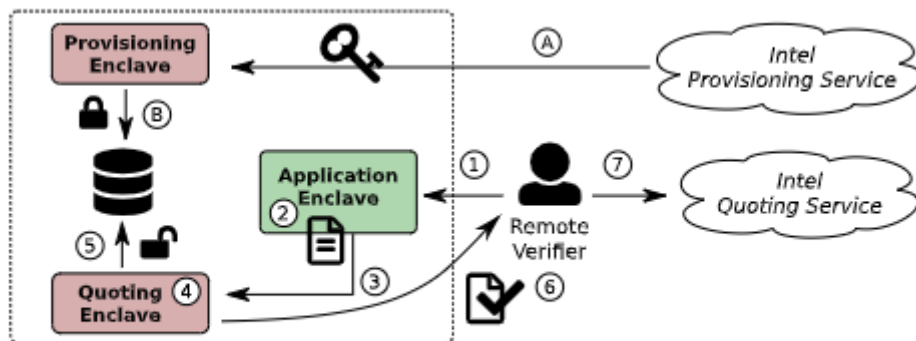 Provisioning
Enclave
A
Intel
Provisioning Service
B
Application
Enclave
1
7
Intel
Quoting Service
2
Remote
Verifier
5
3
6
Quoting
Enclave
4